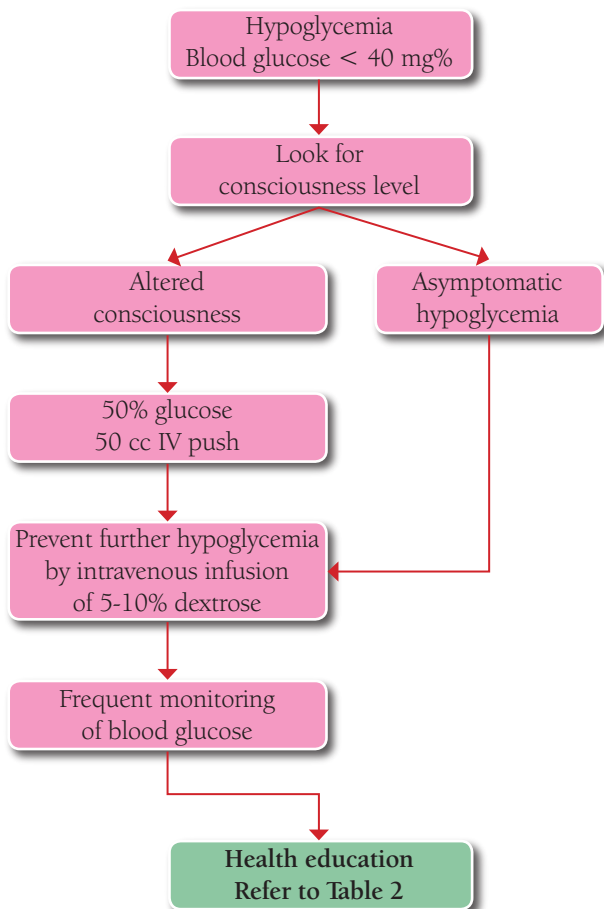 Hypoglycemia
Blood glucose < 40 mg%
Look for
consciousness level
Altered
consciousness
Asymptomatic
hypoglycemia
50% glucose
50 cc IV push
Prevent further hypoglycemia
by intravenous infusion
of 5-10% dextrose
Frequent monitoring
of blood glucose
Health education
Refer to Table 2